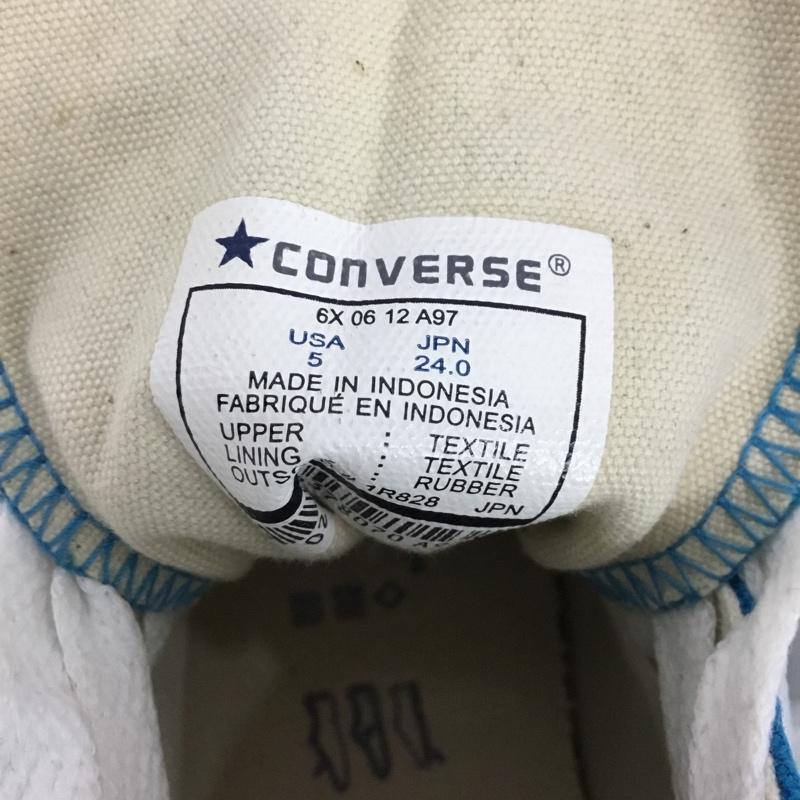 ★CONVERSE®
6X 06 12 A97
USA JPN
5 24.0
MADE IN INDONESIA
FABRIQUÉ EN INDONESIA
UPPER : TEXTILE
LINING : TEXTILE
RUBBER
1R828 JPN